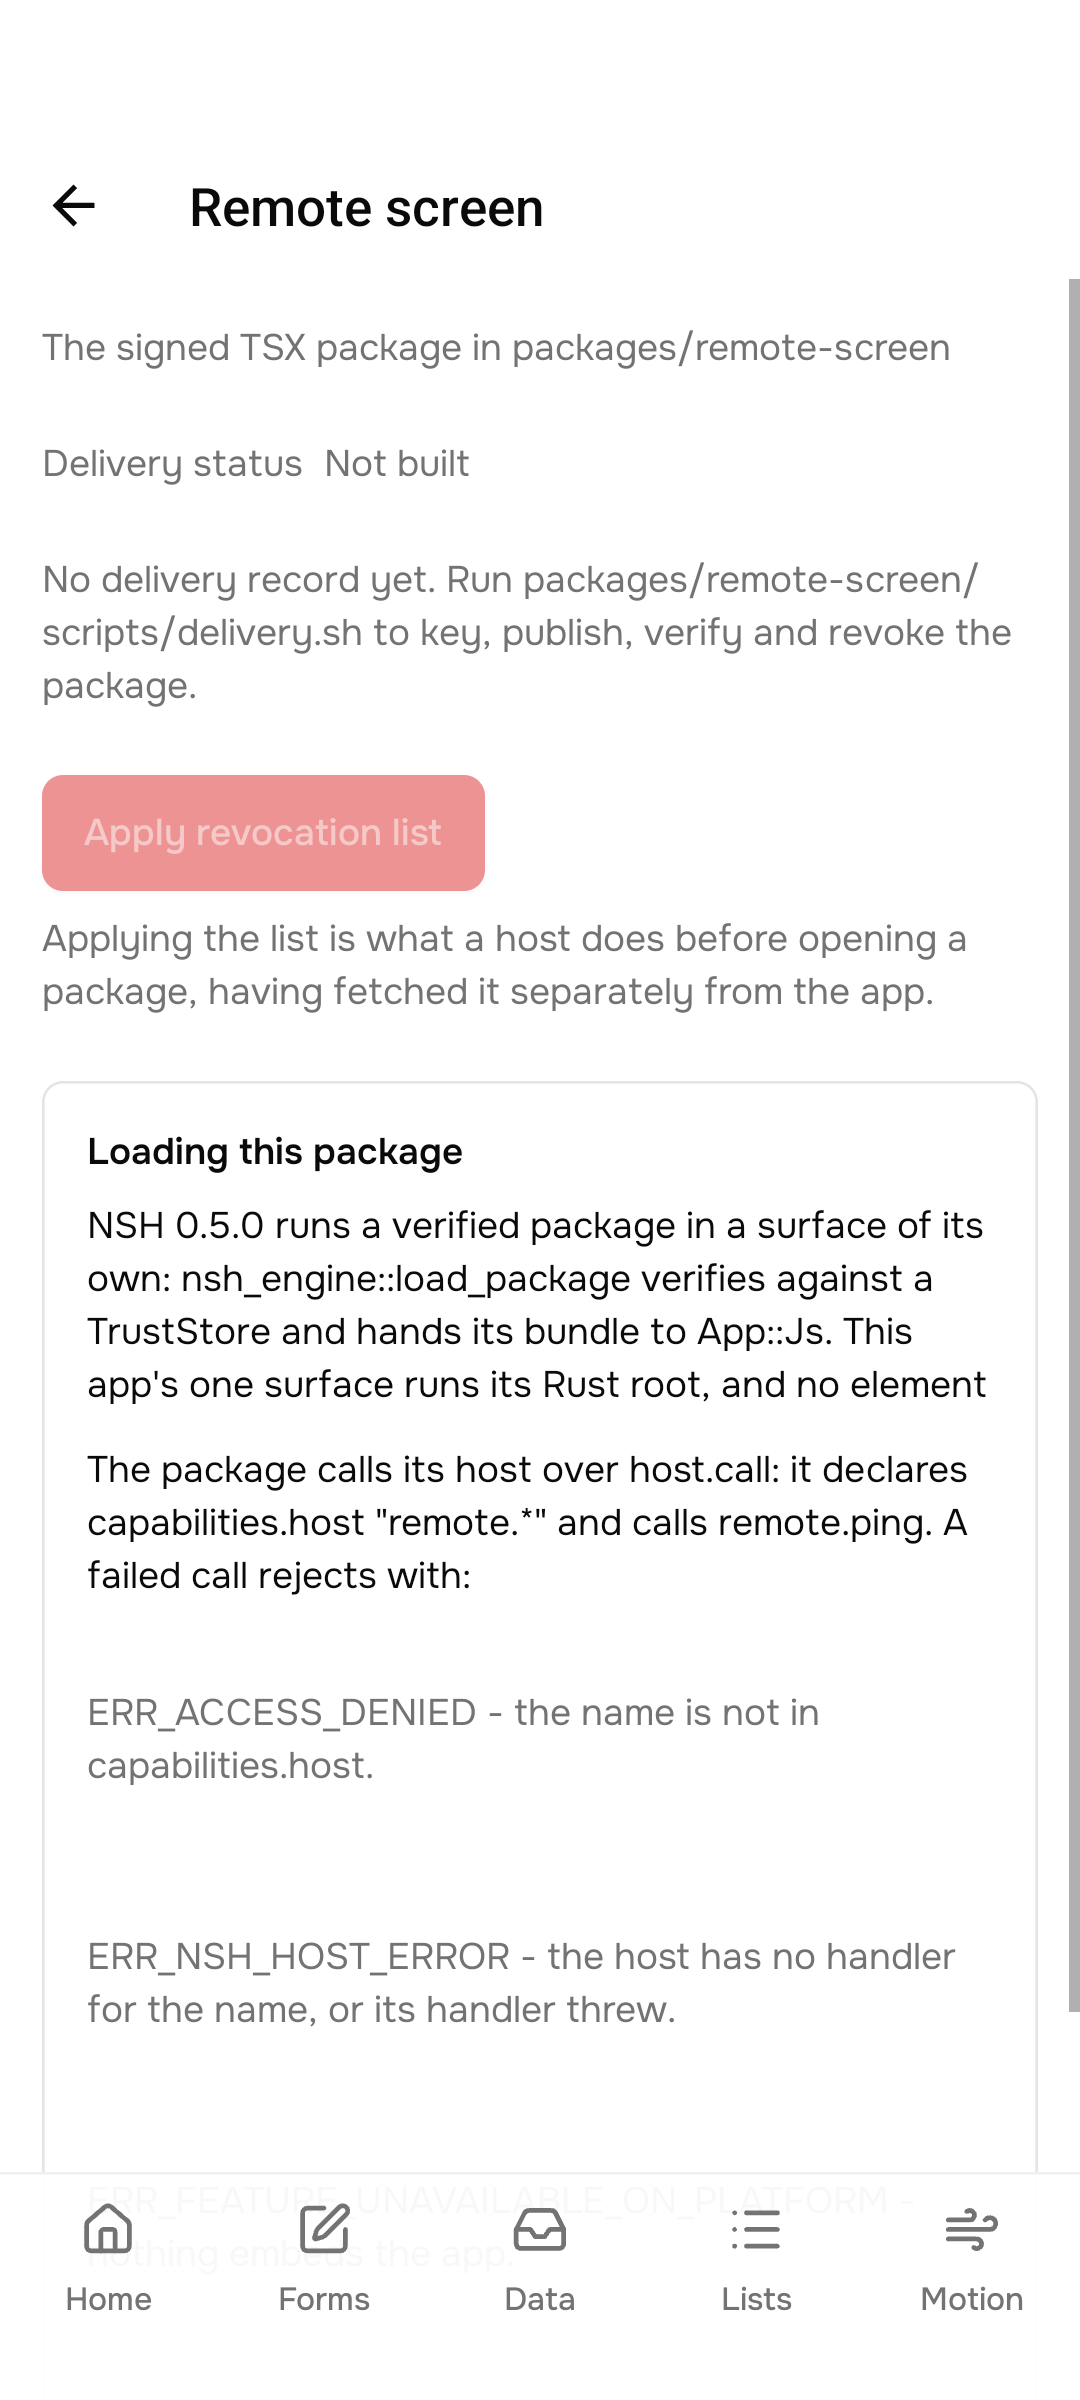 Remote screen
The signed TSX package in packages/remote-screen
Delivery status Not built
No delivery record yet. Run packages/remote-screen/
scripts/delivery.sh to key, publish, verify and revoke the
package.
Apply revocation list
Applying the list is what a host does before opening a
package, having fetched it separately from the app.
Loading this package
NSH 0.5.0 runs a verified package in a surface of its
own: nsh_engine::load_package verifies against a
TrustStore and hands its bundle to App::Js. This
app's one surface runs its Rust root, and no element
The package calls its host over host.call: it declares
capabilities.host "remote.*" and calls remote.ping. A
failed call rejects with:
ERR_ACCESS_DENIED - the name is not in
capabilities.host.
ERR_NSH_HOST_ERROR - the host has no handler
for the name, or its handler threw.
ERR_FEATURE_UNAVAILABLE_ON_PLATFORM -
nothing embeds the app.
Home
Forms
Data
Lists
Motion